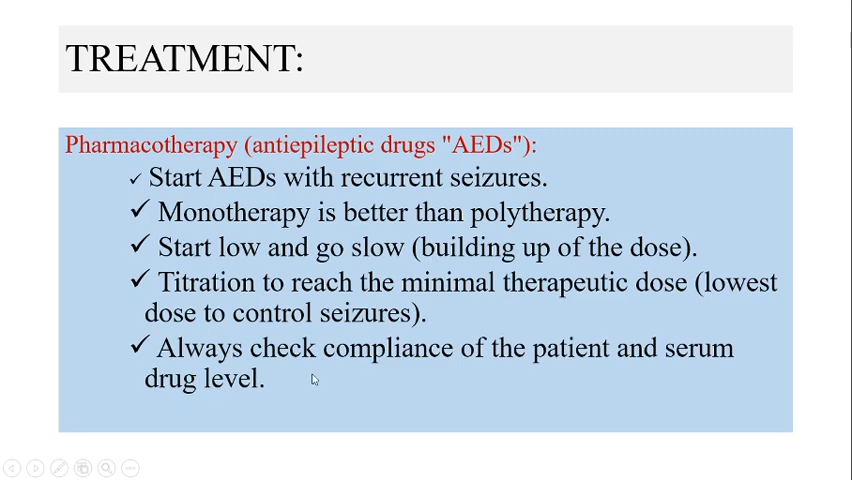 TREATMENT:
Pharmacotherapy (antiepileptic drugs "AEDs"):
✓ Start AEDs with recurrent seizures.
✓ Monotherapy is better than polytherapy.
✓ Start low and go slow (building up of the dose).
✓ Titration to reach the minimal therapeutic dose (lowest
dose to control seizures).
✓ Always check compliance of the patient and serum
drug level.